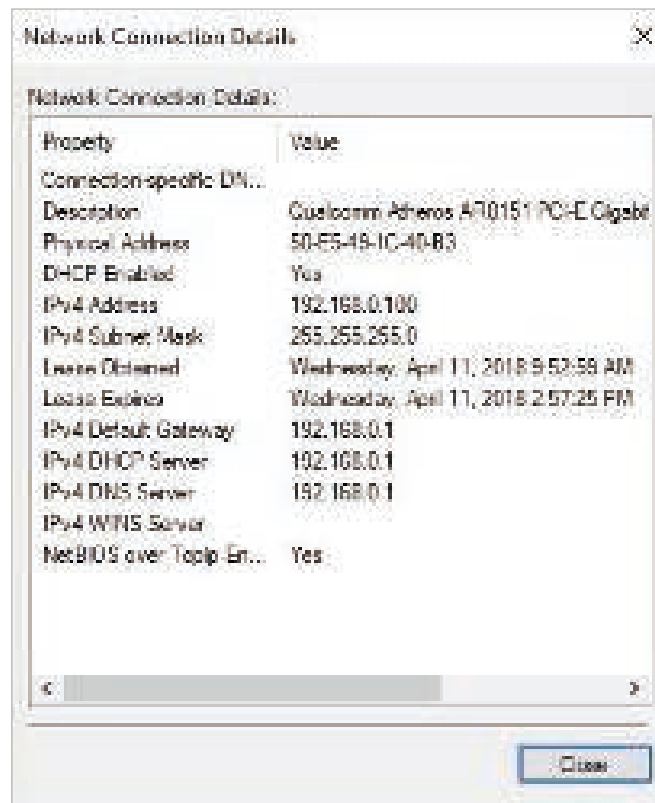 Network Connection Details
Network Connection Details:
Property Value
Connection-specific DN...
Description Qualcomm Atheros AR8151 PCI-E Gigabit
Physical Address 50-E5-49-1C-40-B3
DHCP Enabled Yes
IPv4 Address 192.168.0.100
IPv4 Subnet Mask 255.255.255.0
Lease Obtained Wednesday, April 11, 2018 9:52:59 AM
Lease Expires Wednesday, April 11, 2018 2:57:25 PM
IPv4 Default Gateway 192.168.0.1
IPv4 DHCP Server 192.168.0.1
IPv4 DNS Server 192.168.0.1
IPv4 WINS Server
NetBIOS over Tcpip En... Yes
Close